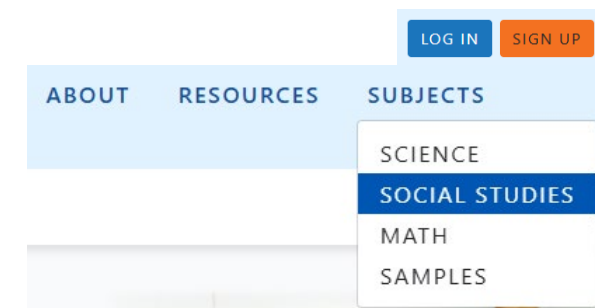 LOG IN SIGN UP
ABOUT RESOURCES SUBJECTS
SCIENCE
SOCIAL STUDIES
MATH
SAMPLES